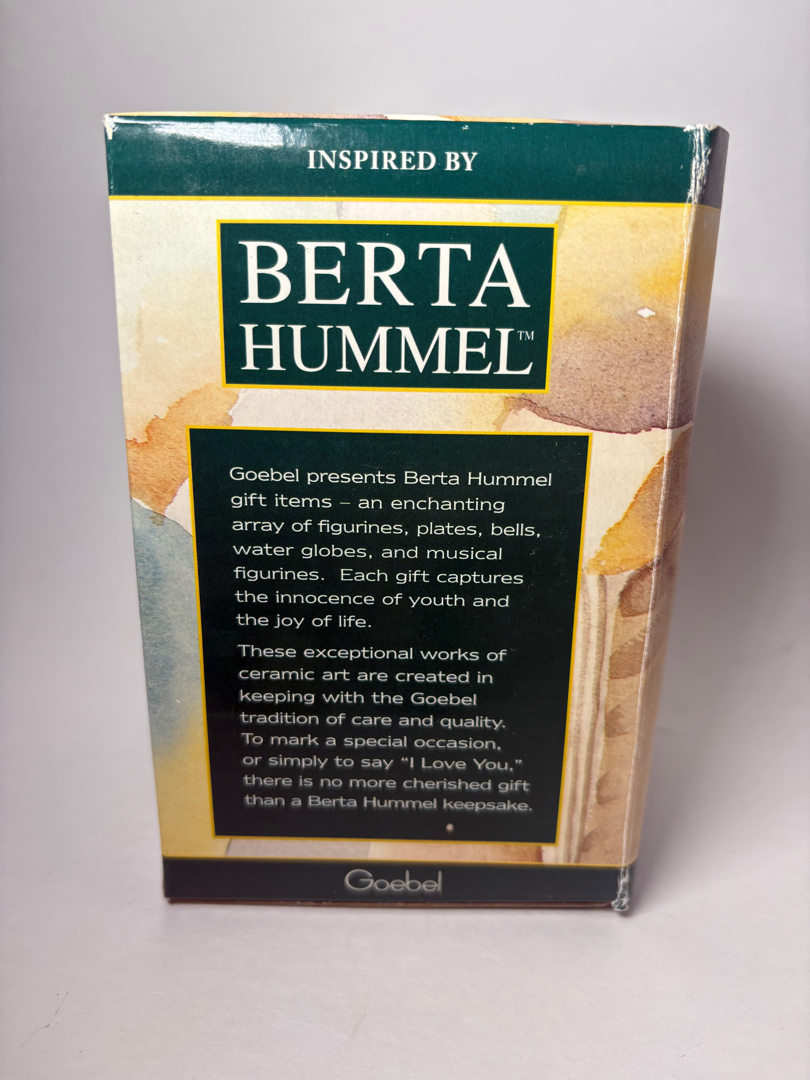 INSPIRED BY
BERTA
HUMMEL™
Goebel presents Berta Hummel
gift items – an enchanting
array of figurines, plates, bells,
water globes, and musical
figurines. Each gift captures
the innocence of youth and
the joy of life.
These exceptional works of
ceramic art are created in
keeping with the Goebel
tradition of care and quality.
To mark a special occasion,
or simply to say “I Love You,”
there is no more cherished gift
than a Berta Hummel keepsake.
Goebel